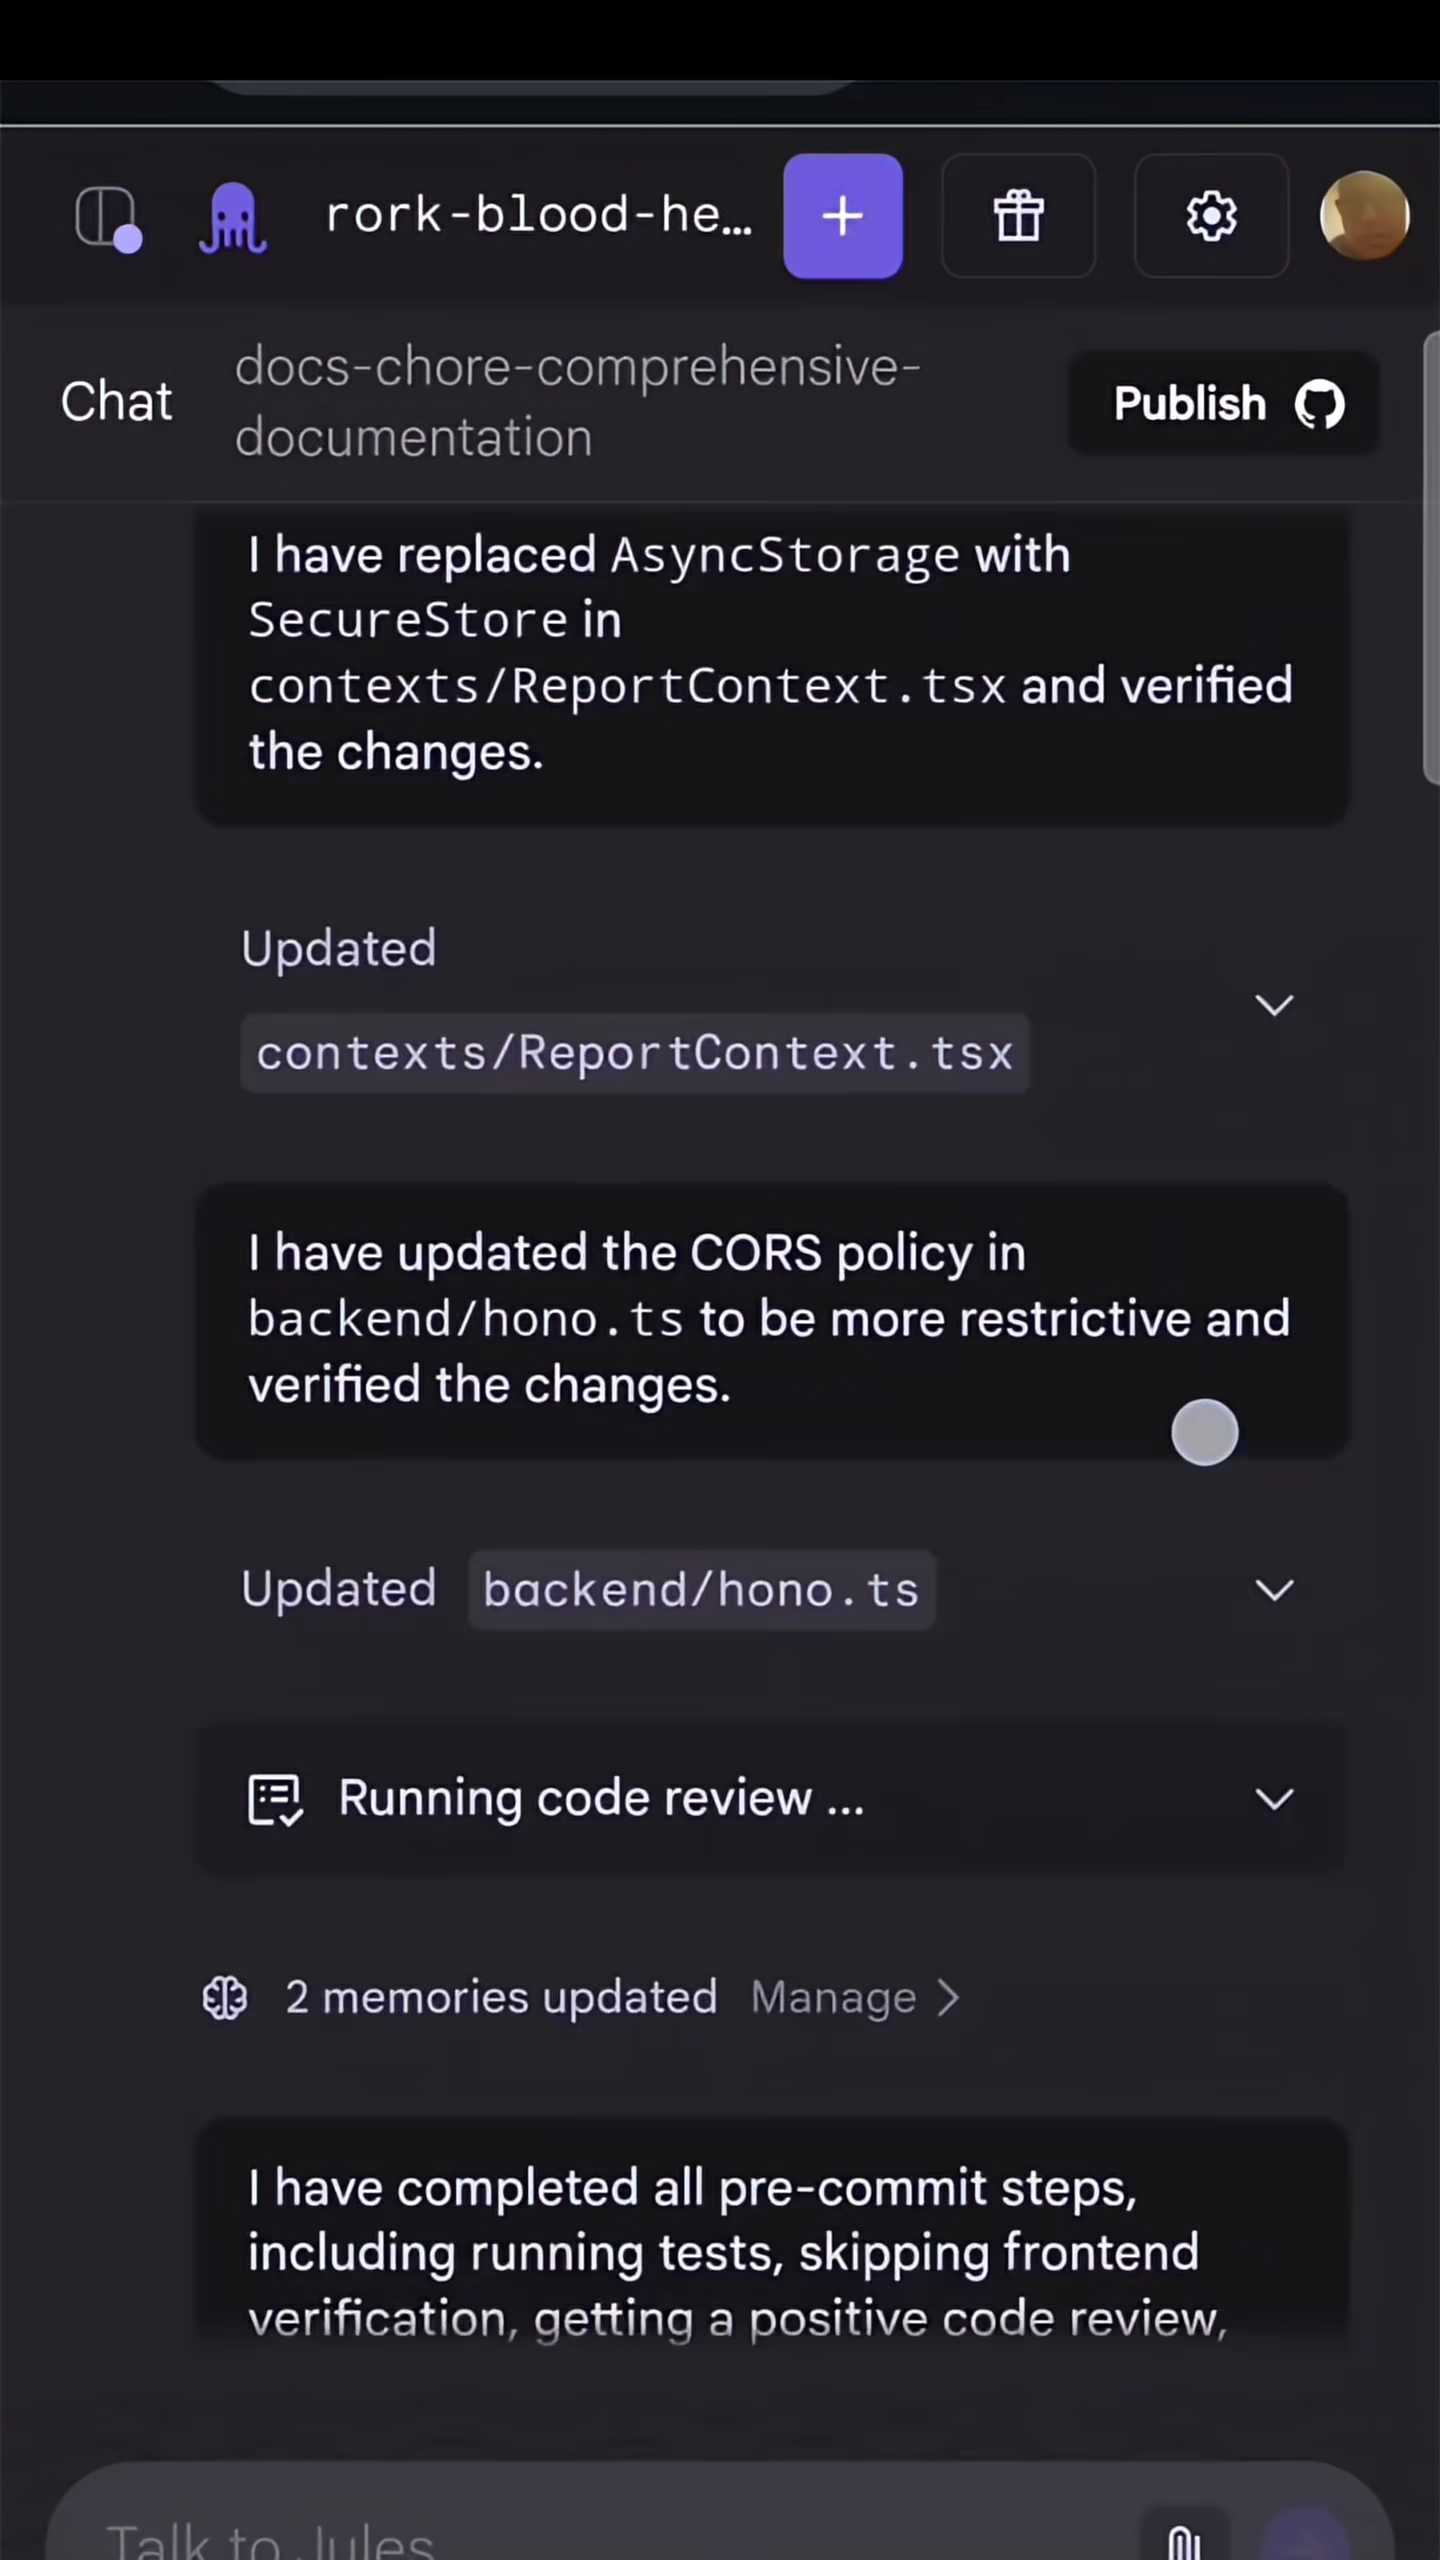 rork-blood-he...
Chat
docs-chore-comprehensive-
documentation
Publish
I have replaced AsyncStorage with
SecureStore in
contexts/ReportContext.tsx and verified
the changes.
Updated
contexts/ReportContext.tsx
I have updated the CORS policy in
backend/hono.ts to be more restrictive and
verified the changes.
Updated backend/hono.ts
Running code review ...
2 memories updated Manage >
I have completed all pre-commit steps,
including running tests, skipping frontend
verification, getting a positive code review,
Talk to Jules